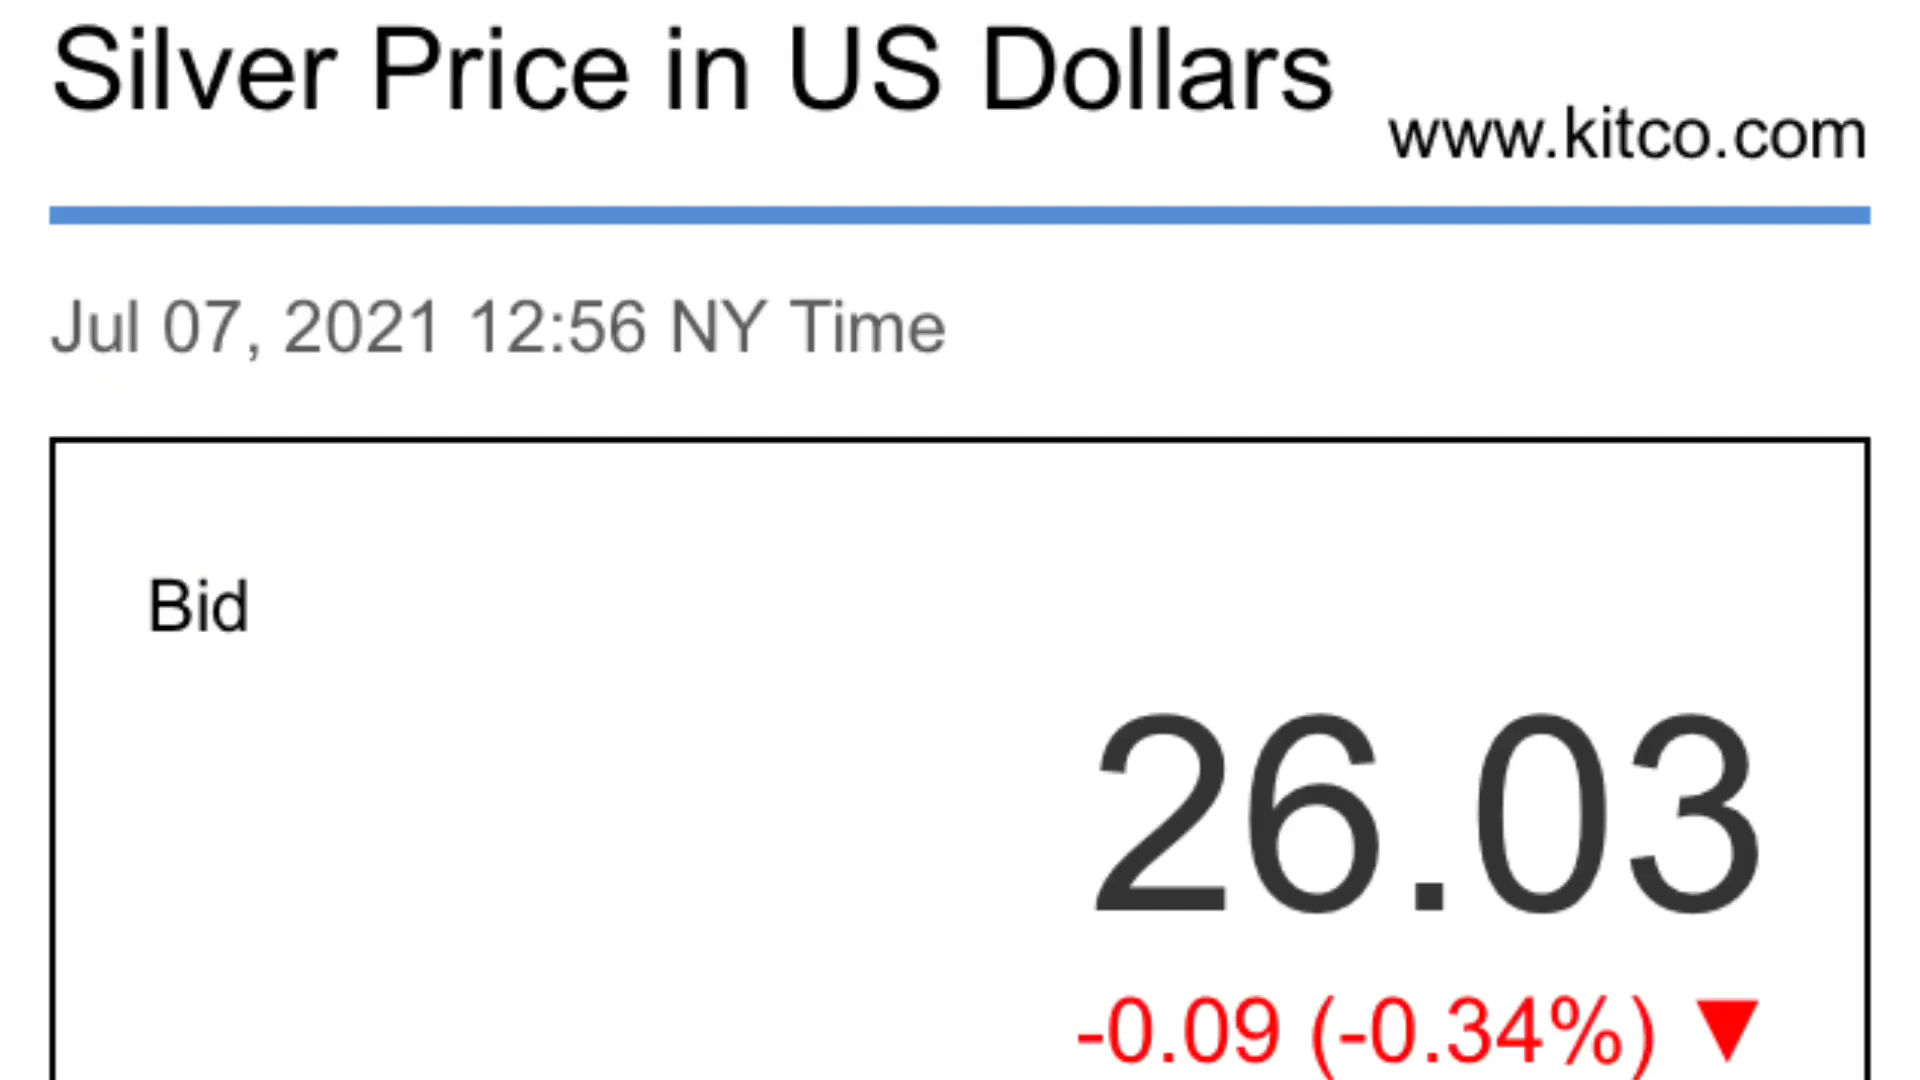 Silver Price in US Dollars
www.kitco.com
Jul 07, 2021 12:56 NY Time
Bid
26.03
-0.09 (-0.34%) ▼